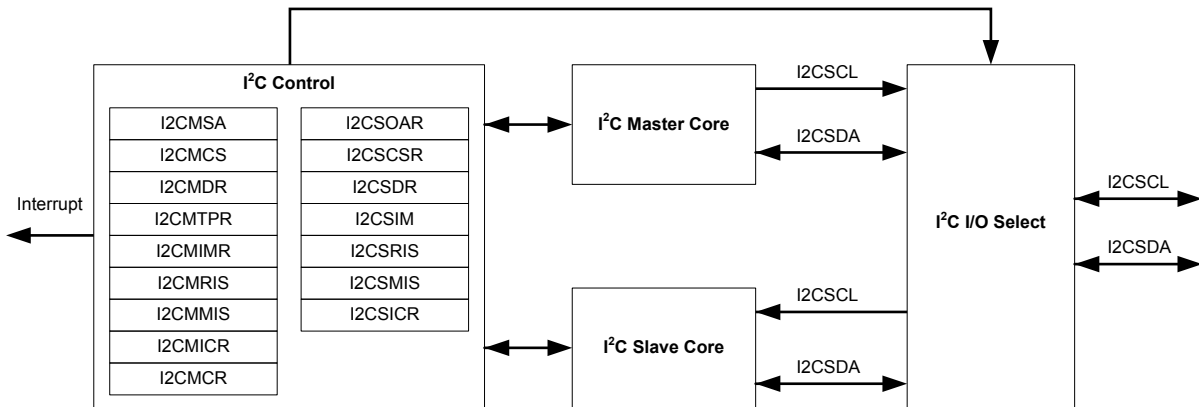 I²C Control
I2CMSA
I2CMCS
I2CMDR
I2CMTPR
I2CMIMR
I2CMRIS
I2CMMIS
I2CMICR
I2CMCR
I2CSOAR
I2CSCSR
I2CSDR
I2CSIM
I2CSRIS
I2CSMIS
I2CSICR
Interrupt
I²C Master Core
I2CSCL
I2CSDA
I²C Slave Core
I2CSCL
I2CSDA
I²C I/O Select
I2CSCL
I2CSDA